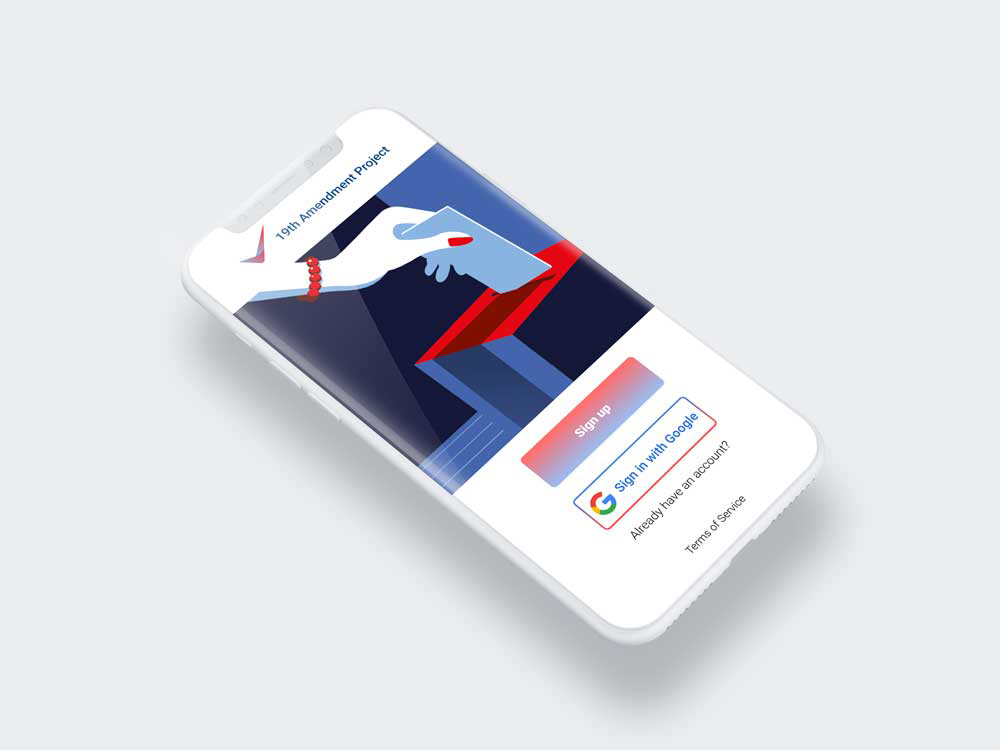 19th Amendment Project
Sign up
Sign in with Google
Already have an account?
Terms of Service